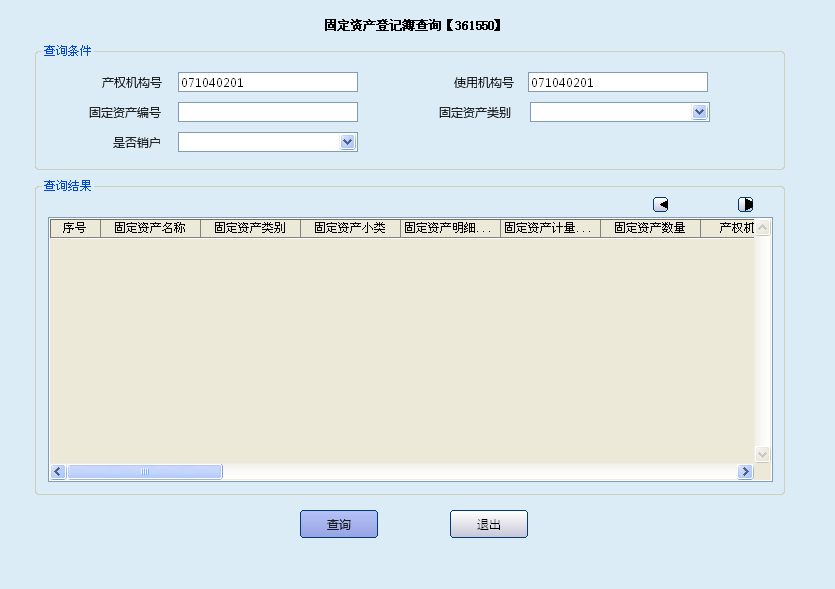 固定资产登记簿查询【361550】
查询条件
产权机构号 071040201 使用机构号 071040201
固定资产编号 固定资产类别
是否销户
查询结果
序号 固定资产名称 固定资产类别 固定资产小类 固定资产明细... 固定资产计量... 固定资产数量 产权机
查询 退出